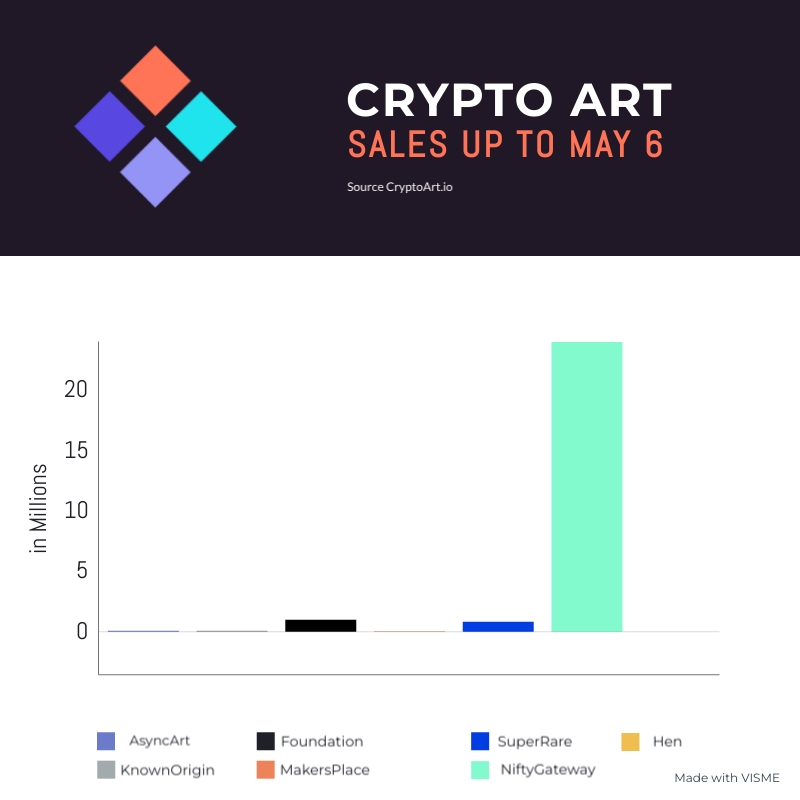 CRYPTO ART
SALES UP TO MAY 6
Source CryptoArt.io
in Millions
20
15
10
5
0
AsyncArt
Foundation
SuperRare
Hen
KnownOrigin
MakersPlace
NiftyGateway
Made with VISME